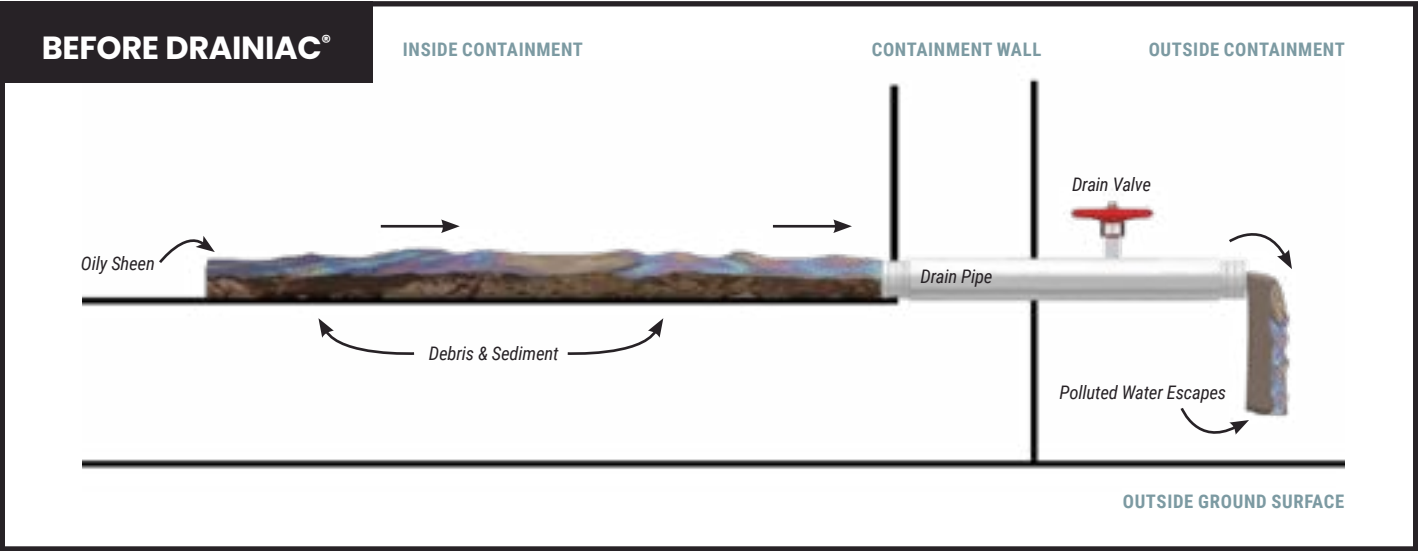 BEFORE DRAINIAC®
INSIDE CONTAINMENT
CONTAINMENT WALL
OUTSIDE CONTAINMENT
Drain Valve
Oily Sheen
Drain Pipe
Debris & Sediment
Polluted Water Escapes
OUTSIDE GROUND SURFACE